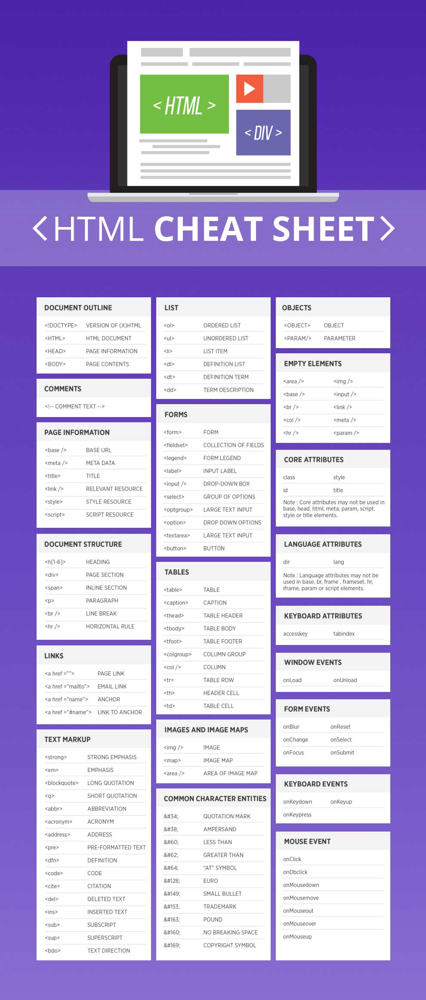 < HTML >
< DIV >
<HTML CHEAT SHEET>
DOCUMENT OUTLINE
<!DOCTYPE> VERSION OF (X)HTML
<HTML> HTML DOCUMENT
<HEAD> PAGE INFORMATION
<BODY> PAGE CONTENTS
COMMENTS
<!-- COMMENT TEXT -->
PAGE INFORMATION
<base /> BASE URL
<meta /> META DATA
<title> TITLE
<link /> RELEVANT RESOURCE
<style> STYLE RESOURCE
<script> SCRIPT RESOURCE
DOCUMENT STRUCTURE
<h[1-6]> HEADING
<div> PAGE SECTION
<span> INLINE SECTION
<p> PARAGRAPH
<br /> LINE BREAK
<hr /> HORIZONTAL RULE
LINKS
<a href =””> PAGE LINK
<a href =”mailto”> EMAIL LINK
<a href =”name”> ANCHOR
<a href =”#name”> LINK TO ANCHOR
TEXT MARKUP
<strong> STRONG EMPHASIS
<em> EMPHASIS
<blockquote> LONG QUOTATION
<q> SHORT QUOTATION
<abbr> ABBREVIATION
<acronym> ACRONYM
<address> ADDRESS
<pre> PRE-FORMATTED TEXT
<dfn> DEFINITION
<code> CODE
<cite> CITATION
<del> DELETED TEXT
<ins> INSERTED TEXT
<sub> SUBSCRIPT
<sup> SUPERSCRIPT
<bdo> TEXT DIRECTION
LIST
<ol> ORDERED LIST
<ul> UNORDERED LIST
<li> LIST ITEM
<dl> DEFINITION LIST
<dt> DEFINITION TERM
<dd> TERM DESCRIPTION
FORMS
<form> FORM
<fieldset> COLLECTION OF FIELDS
<legend> FORM LEGEND
<label> INPUT LABEL
<input /> DROP-DOWN BOX
<select> GROUP OF OPTIONS
<optgroup> LARGE TEXT INPUT
<option> DROP DOWN OPTIONS
<textarea> LARGE TEXT INPUT
<button> BUTTON
TABLES
<table> TABLE
<caption> CAPTION
<thead> TABLE HEADER
<tbody> TABLE BODY
<tfoot> TABLE FOOTER
<colgroup> COLUMN GROUP
<col /> COLUMN
<tr> TABLE ROW
<th> HEADER CELL
<td> TABLE CELL
IMAGES AND IMAGE MAPS
<img /> IMAGE
<map> IMAGE MAP
<area /> AREA OF IMAGE MAP
COMMON CHARACTER ENTITIES
&#34; QUOTATION MARK
&#38; AMPERSAND
&#60; LESS THAN
&#62; GREATER THAN
&#64; “AT” SYMBOL
&#128; EURO
&#149; SMALL BULLET
&#153; TRADEMARK
&#163; POUND
&#160; NO BREAKING SPACE
&#169; COPYRIGHT SYMBOL
OBJECTS
<OBJECT> OBJECT
<PARAM/> PARAMETER
EMPTY ELEMENTS
<area /> <img />
<base /> <input />
<br /> <link />
<col /> <meta />
<hr /> <param />
CORE ATTRIBUTES
class style
id title
Note : Core attributes may not be used in
base, head, html, meta, param, script,
style or title elements.
LANGUAGE ATTRIBUTES
dir lang
Note : Language attributes may not be
used in base, br, frame , frameset, hr,
iframe, param or script elements.
KEYBOARD ATTRIBUTES
accesskey tabindex
WINDOW EVENTS
onLoad onUnload
FORM EVENTS
onBlur onReset
onChange onSelect
onFocus onSubmit
KEYBOARD EVENTS
onKeydown onKeyup
onKeypress
MOUSE EVENT
onClick
onDbclick
onMousedown
onMousemove
onMouseout
onMouseover
onMouseup